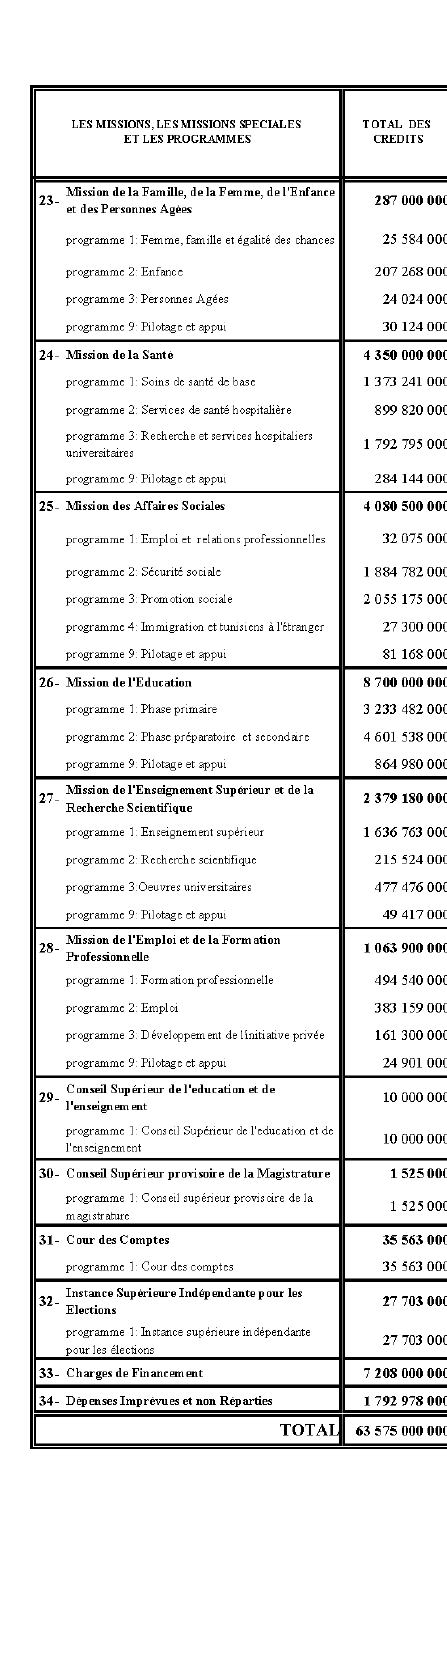 LES MISSIONS, LES MISSIONS SPECIALES
ET LES PROGRAMMES
TOTAL DES
CREDITS
23- Mission de la Famille, de la Femme, de l'Enfance
et des Personnes Agées 287 000 000
programme 1: Femme, famille et égalité des chances 25 584 000
programme 2: Enfance 207 268 000
programme 3: Personnes Agées 24 024 000
programme 9: Pilotage et appui 30 124 000
24- Mission de la Santé 4 350 000 000
programme 1: Soins de santé de base 1 373 241 000
programme 2: Services de santé hospitalière 899 820 000
programme 3: Recherche et services hospitaliers
universitaires 1 792 795 000
programme 9: Pilotage et appui 284 144 000
25- Mission des Affaires Sociales 4 080 500 000
programme 1: Emploi et relations professionnelles 32 075 000
programme 2: Sécurité sociale 1 884 782 000
programme 3: Promotion sociale 2 055 175 000
programme 4: Immigration et tunisiens à l'étranger 27 300 000
programme 9: Pilotage et appui 81 168 000
26- Mission de l'Education 8 700 000 000
programme 1: Phase primaire 3 233 482 000
programme 2: Phase préparatoire et secondaire 4 601 538 000
programme 9: Pilotage et appui 864 980 000
27- Mission de l'Enseignement Supérieur et de la
Recherche Scientifique 2 379 180 000
programme 1: Enseignement supérieur 1 636 763 000
programme 2: Recherche scientifique 215 524 000
programme 3:Oeuvres universitaires 477 476 000
programme 9: Pilotage et appui 49 417 000
28- Mission de l'Emploi et de la Formation
Professionnelle 1 063 900 000
programme 1: Formation professionnelle 494 540 000
programme 2: Emploi 383 159 000
programme 3: Développement de l'initiative privée 161 300 000
programme 9: Pilotage et appui 24 901 000
29- Conseil Supérieur de l'education et de
l'enseignement 10 000 000
programme 1: Conseil Supérieur de l'education et de
l'enseignement 10 000 000
30- Conseil Supérieur provisoire de la Magistrature 1 525 000
programme 1: Conseil supérieur provisoire de la
magistrature 1 525 000
31- Cour des Comptes 35 563 000
programme 1: Cour des comptes 35 563 000
32- Instance Supérieure Indépendante pour les
Elections 27 703 000
programme 1: Instance supérieure indépendante
pour les élections 27 703 000
33- Charges de Financement 7 208 000 000
34- Dépenses Imprévues et non Réparties 1 792 978 000
TOTAL 63 575 000 000